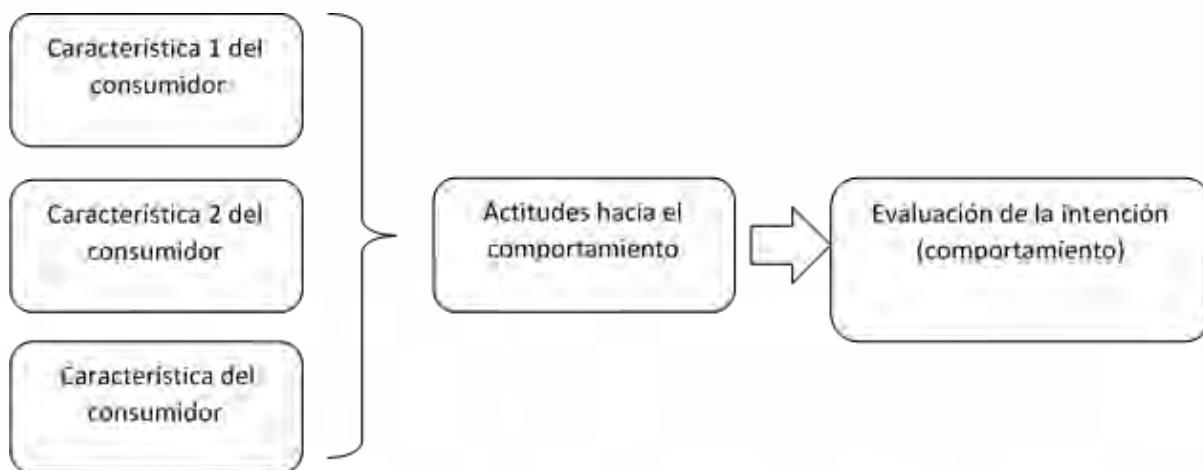 Característica 1 del
consumidor
Característica 2 del
consumidor
Característica del
consumidor
Actitudes hacia el
comportamiento
Evaluación de la intención
(comportamiento)